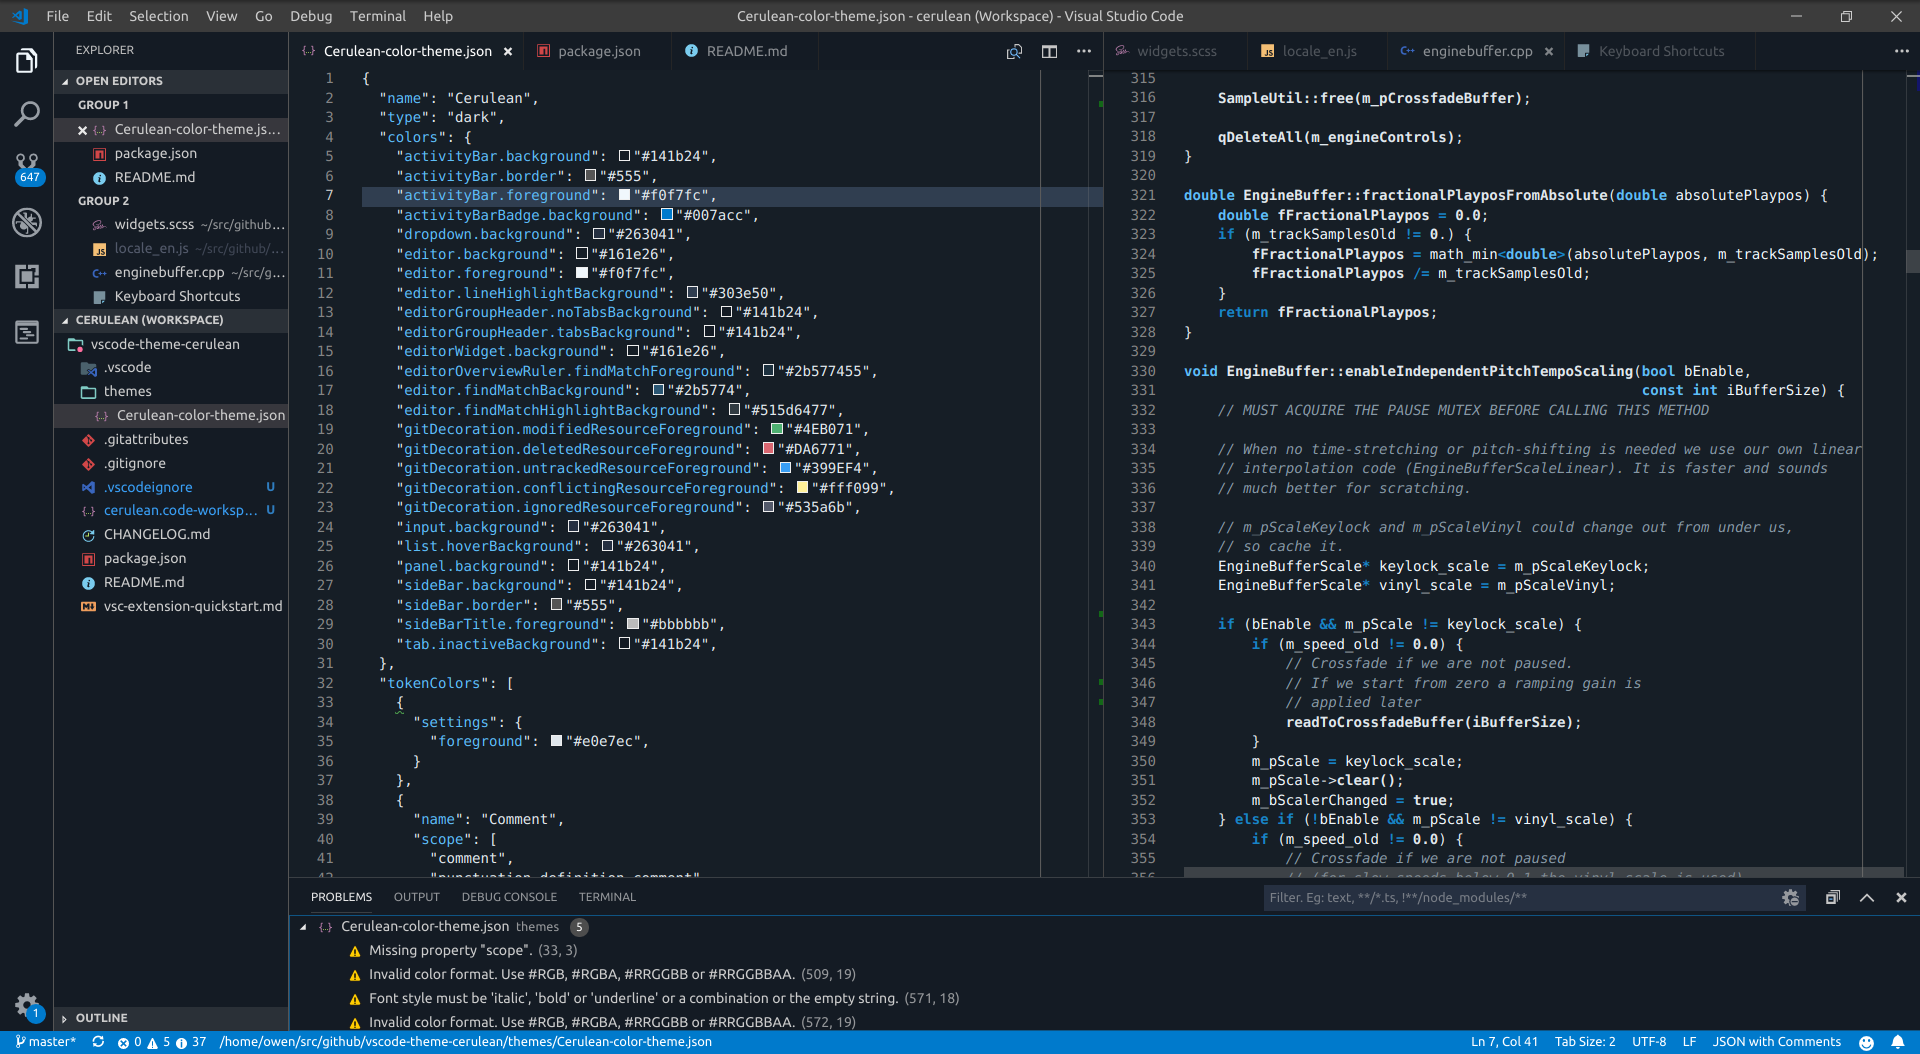 File Edit Selection View Go Debug Terminal Help
Cerulean-color-theme.json - cerulean (Workspace) - Visual Studio Code
EXPLORER
OPEN EDITORS
GROUP 1
Cerulean-color-theme.js...
package.json
README.md
GROUP 2
widgets.scss ~/src/github...
locale_en.js ~/src/github/...
enginebuffer.cpp ~/src/g...
Keyboard Shortcuts
CERULEAN (WORKSPACE)
vscode-theme-cerulean
.vscode
themes
Cerulean-color-theme.json
.gitattributes
.gitignore
.vscodeignore U
cerulean.code-worksp... U
CHANGELOG.md
package.json
README.md
vsc-extension-quickstart.md
OUTLINE
647
1
Cerulean-color-theme.json package.json README.md
1 {
2 "name": "Cerulean",
3 "type": "dark",
4 "colors": {
5 "activityBar.background": "#141b24",
6 "activityBar.border": "#555",
7 "activityBar.foreground": "#f0f7fc",
8 "activityBarBadge.background": "#007acc",
9 "dropdown.background": "#263041",
10 "editor.background": "#161e26",
11 "editor.foreground": "#f0f7fc",
12 "editor.lineHighlightBackground": "#303e50",
13 "editorGroupHeader.noTabsBackground": "#141b24",
14 "editorGroupHeader.tabsBackground": "#141b24",
15 "editorWidget.background": "#161e26",
16 "editorOverviewRuler.findMatchForeground": "#2b577455",
17 "editor.findMatchBackground": "#2b5774",
18 "editor.findMatchHighlightBackground": "#515d6477",
19 "gitDecoration.modifiedResourceForeground": "#4EB071",
20 "gitDecoration.deletedResourceForeground": "#DA6771",
21 "gitDecoration.untrackedResourceForeground": "#399EF4",
22 "gitDecoration.conflictingResourceForeground": "#fff099",
23 "gitDecoration.ignoredResourceForeground": "#535a6b",
24 "input.background": "#263041",
25 "list.hoverBackground": "#263041",
26 "panel.background": "#141b24",
27 "sideBar.background": "#141b24",
28 "sideBar.border": "#555",
29 "sideBarTitle.foreground": "#bbbbbb",
30 "tab.inactiveBackground": "#141b24",
31 },
32 "tokenColors": [
33 {
34 "settings": {
35 "foreground": "#e0e7ec",
36 }
37 },
38 {
39 "name": "Comment",
40 "scope": [
41 "comment",
42 "punctuation.definition.comment"
widgets.scss locale_en.js enginebuffer.cpp Keyboard Shortcuts
315
316 SampleUtil::free(m_pCrossfadeBuffer);
317
318 qDeleteAll(m_engineControls);
319 }
320
321 double EngineBuffer::fractionalPlayposFromAbsolute(double absolutePlaypos) {
322 double fFractionalPlaypos = 0.0;
323 if (m_trackSamplesOld != 0.) {
324 fFractionalPlaypos = math_min<double>(absolutePlaypos, m_trackSamplesOld);
325 fFractionalPlaypos /= m_trackSamplesOld;
326 }
327 return fFractionalPlaypos;
328 }
329
330 void EngineBuffer::enableIndependentPitchTempoScaling(bool bEnable,
331 const int iBufferSize) {
332 // MUST ACQUIRE THE PAUSE MUTEX BEFORE CALLING THIS METHOD
333
334 // When no time-stretching or pitch-shifting is needed we use our own linear
335 // interpolation code (EngineBufferScaleLinear). It is faster and sounds
336 // much better for scratching.
337
338 // m_pScaleKeylock and m_pScaleVinyl could change out from under us,
339 // so cache it.
340 EngineBufferScale* keylock_scale = m_pScaleKeylock;
341 EngineBufferScale* vinyl_scale = m_pScaleVinyl;
342
343 if (bEnable && m_pScale != keylock_scale) {
344 if (m_speed_old != 0.0) {
345 // Crossfade if we are not paused.
346 // If we start from zero a ramping gain is
347 // applied later
348 readToCrossfadeBuffer(iBufferSize);
349 }
350 m_pScale = keylock_scale;
351 m_pScale->clear();
352 m_bScalerChanged = true;
353 } else if (!bEnable && m_pScale != vinyl_scale) {
354 if (m_speed_old != 0.0) {
355 // Crossfade if we are not paused
356 // (for slow speeds below 0.1 the vinyl_scale is used)
PROBLEMS OUTPUT DEBUG CONSOLE TERMINAL
Filter. Eg: text, **/*.ts, !**/node_modules/**
Cerulean-color-theme.json themes 5
Missing property "scope". (33, 3)
Invalid color format. Use #RGB, #RGBA, #RRGGBB or #RRGGBBAA. (509, 19)
Font style must be 'italic', 'bold' or 'underline' or a combination or the empty string. (571, 18)
Invalid color format. Use #RGB, #RGBA, #RRGGBB or #RRGGBBAA. (572, 19)
master* 0 5 37 /home/owen/src/github/vscode-theme-cerulean/themes/Cerulean-color-theme.json
Ln 7, Col 41 Tab Size: 2 UTF-8 LF JSON with Comments